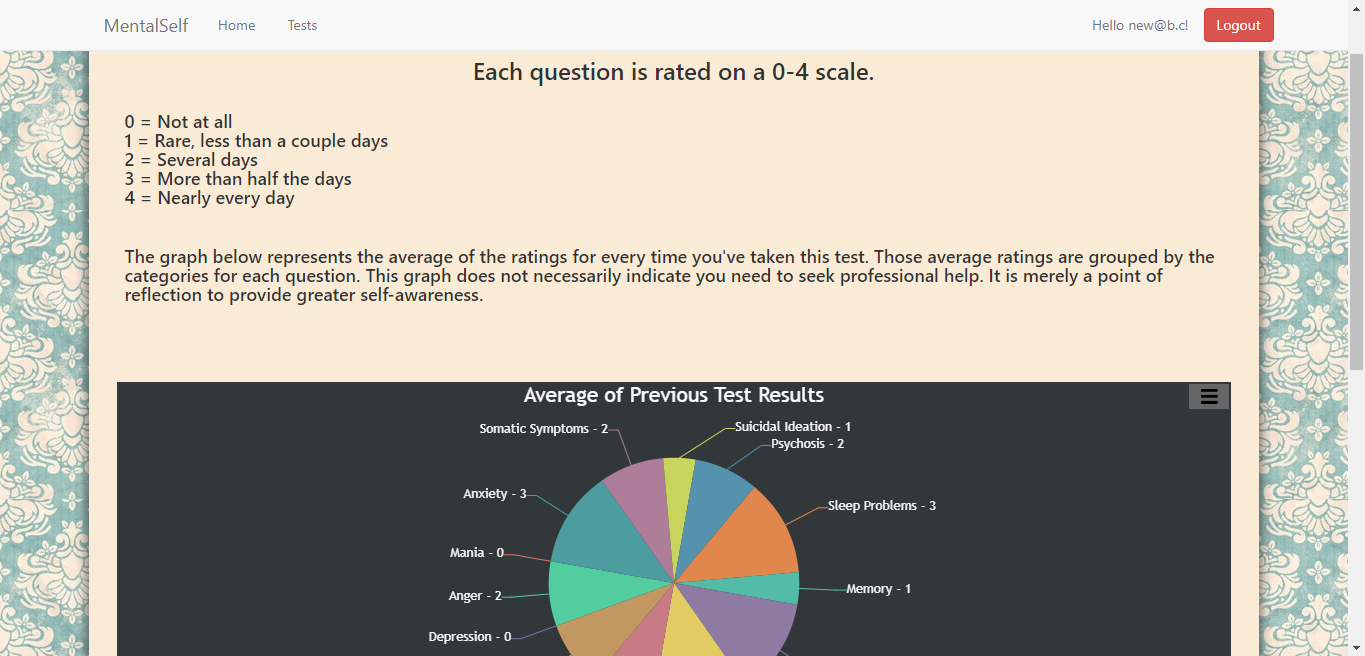 MentalSelf Home Tests Hello new@b.c! Logout
Each question is rated on a 0-4 scale.
0 = Not at all
1 = Rare, less than a couple days
2 = Several days
3 = More than half the days
4 = Nearly every day
The graph below represents the average of the ratings for every time you've taken this test. Those average ratings are grouped by the
categories for each question. This graph does not necessarily indicate you need to seek professional help. It is merely a point of
reflection to provide greater self-awareness.
Average of Previous Test Results
Somatic Symptoms - 2
Suicidal Ideation - 1
Psychosis - 2
Anxiety - 3
Sleep Problems - 3
Mania - 0
Memory - 1
Anger - 2
Depression - 0